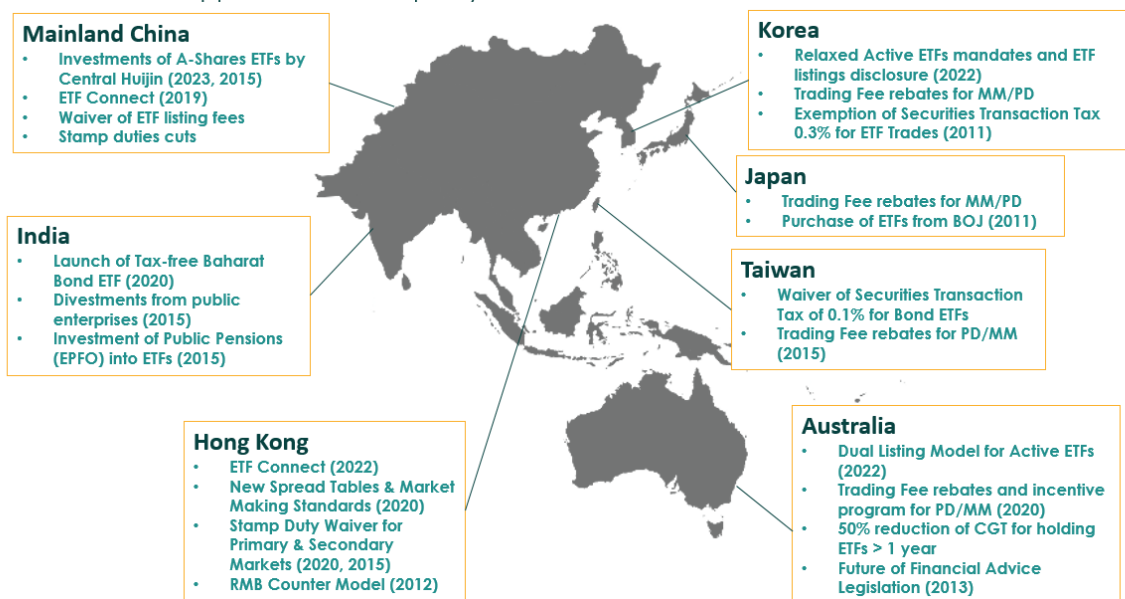 Mainland China
• Investments of A-Shares ETFs by
Central Huijin (2023, 2015)
• ETF Connect (2019)
• Waiver of ETF listing fees
• Stamp duties cuts
Korea
• Relaxed Active ETFs mandates and ETF
listings disclosure (2022)
• Trading Fee rebates for MM/PD
• Exemption of Securities Transaction Tax
0.3% for ETF Trades (2011)
Japan
• Trading Fee rebates for MM/PD
• Purchase of ETFs from BOJ (2011)
India
• Launch of Tax-free Baharat
Bond ETF (2020)
• Divestments from public
enterprises (2015)
• Investment of Public Pensions
(EPFO) into ETFs (2015)
Taiwan
• Waiver of Securities Transaction
Tax of 0.1% for Bond ETFs
• Trading Fee rebates for PD/MM
(2015)
Hong Kong
• ETF Connect (2022)
• New Spread Tables & Market
Making Standards (2020)
• Stamp Duty Waiver for
Primary & Secondary
Markets (2020, 2015)
• RMB Counter Model (2012)
Australia
• Dual Listing Model for Active ETFs
(2022)
• Trading Fee rebates and incentive
program for PD/MM (2020)
• 50% reduction of CGT for holding
ETFs > 1 year
• Future of Financial Advice
Legislation (2013)